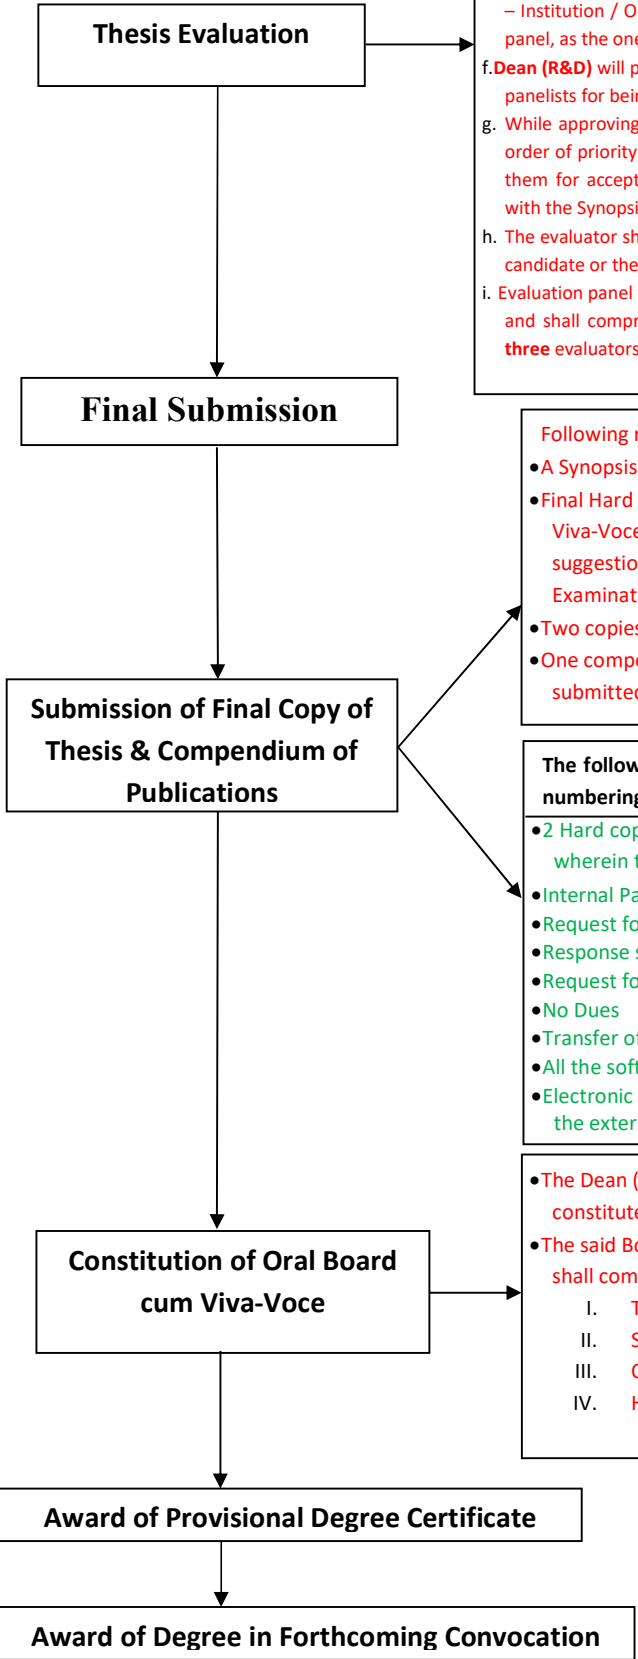 – Institution / O
panel, as the one
Thesis Evaluation
f.Dean (R&D) will p
panelists for bei
g. While approving
order of priority
them for accept
with the Synopsi
h. The evaluator sh
candidate or the
i. Evaluation panel
and shall compr
three evaluators
Final Submission
Following
•A Synopsis
•Final Hard
Viva-Voce
suggestio
Examinat
•Two copies
•One compe
submitted
Submission of Final Copy of
Thesis & Compendium of
Publications
The follow
numbering
•2 Hard cop
wherein t
•Internal Pa
•Request fo
•Response s
•Request fo
•No Dues
•Transfer of
•All the soft
•Electronic
the exter
•The Dean (
constitute
•The said Bo
shall com
I. T
II. S
III. C
IV. H
Constitution of Oral Board
cum Viva-Voce
Award of Provisional Degree Certificate
Award of Degree in Forthcoming Convocation